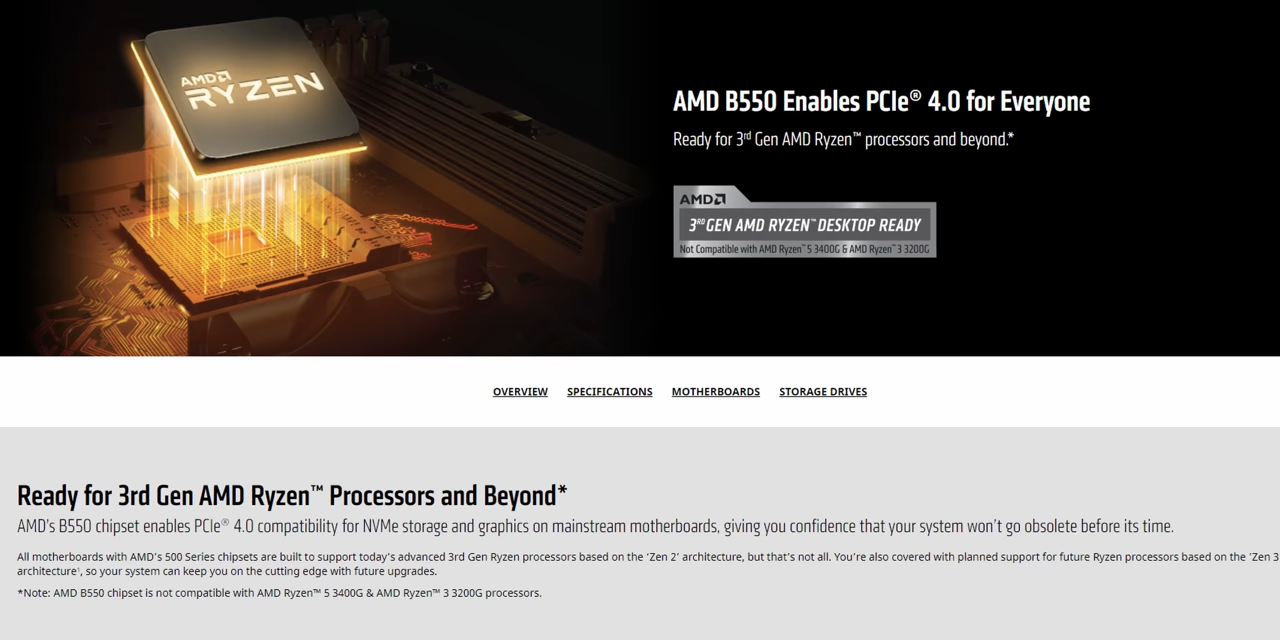 AMD
RYZEN
AMD B550 Enables PCIe® 4.0 for Everyone
Ready for 3rd Gen AMD Ryzen™ processors and beyond.*
AMD
3RD GEN AMD RYZEN™ DESKTOP READY
Not Compatible with AMD Ryzen™ 5 3400G & AMD Ryzen™ 3 3200G
OVERVIEW SPECIFICATIONS MOTHERBOARDS STORAGE DRIVES
Ready for 3rd Gen AMD Ryzen™ Processors and Beyond*
AMD's B550 chipset enables PCIe® 4.0 compatibility for NVMe storage and graphics on mainstream motherboards, giving you confidence that your system won't go obsolete before its time.
All motherboards with AMD's 500 Series chipsets are built to support today's advanced 3rd Gen Ryzen processors based on the 'Zen 2' architecture, but that's not all. You're also covered with planned support for future Ryzen processors based on the 'Zen 3
architecture¹, so your system can keep you on the cutting edge with future upgrades.
*Note: AMD B550 chipset is not compatible with AMD Ryzen™ 5 3400G & AMD Ryzen™ 3 3200G processors.